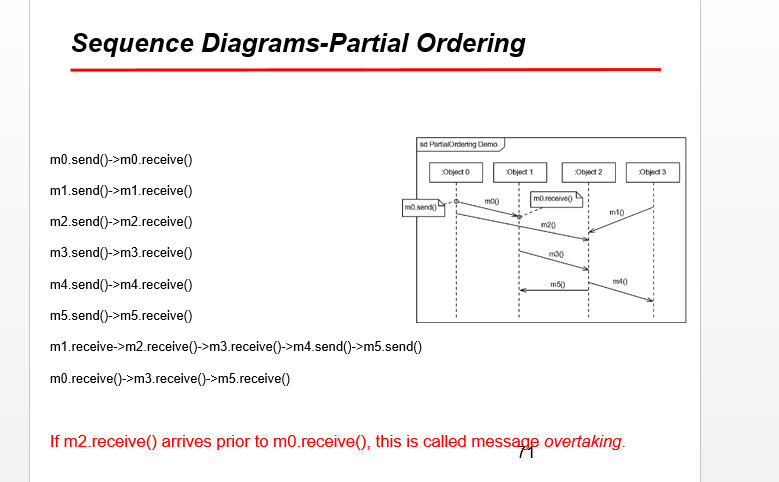 Sequence Diagrams-Partial Ordering
m0.send()->m0.receive()
m1.send()->m1.receive()
m2.send()->m2.receive()
m3.send()->m3.receive()
m4.send()->m4.receive()
m5.send()->m5.receive()
m1.receive->m2.receive()->m3.receive()->m4.send()->m5.send()
m0.receive()->m3.receive()->m5.receive()
sd PartialOrdering Demo
:Object 0
:Object 1
:Object 2
:Object 3
m0.send()
m0()
m0.receive()
m1()
m2()
m3()
m5()
m4()
If m2.receive() arrives prior to m0.receive(), this is called message overtaking.
71